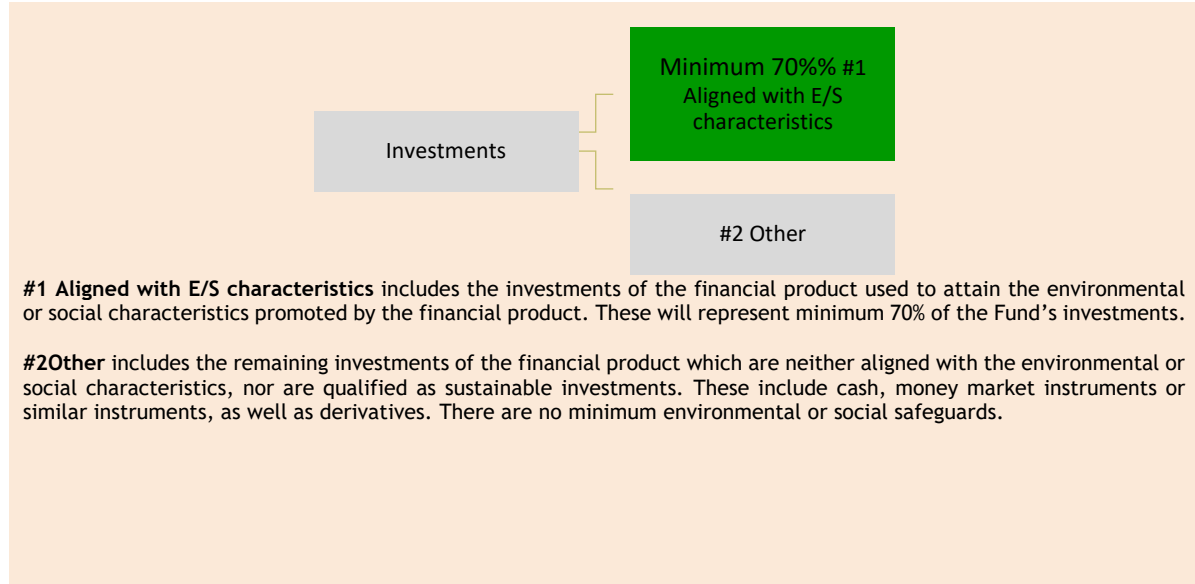 Minimum 70%% #1
Aligned with E/S
characteristics
Investments
#2 Other
#1 Aligned with E/S characteristics includes the investments of the financial product used to attain the environmental
or social characteristics promoted by the financial product. These will represent minimum 70% of the Fund’s investments.
#2Other includes the remaining investments of the financial product which are neither aligned with the environmental or
social characteristics, nor are qualified as sustainable investments. These include cash, money market instruments or
similar instruments, as well as derivatives. There are no minimum environmental or social safeguards.